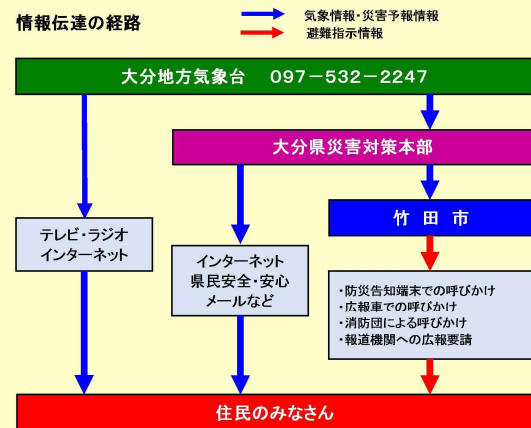 情報伝達の経路
気象情報・災害予報情報
避難指示情報
大分地方気象台　097－532－2247
大分県災害対策本部
竹 田 市
テレビ・ラジオ
インターネット
インターネット
県民安全・安心
メールなど
・防災告知端末での呼びかけ
・広報車での呼びかけ
・消防団による呼びかけ
・報道機関への広報要請
住民のみなさん